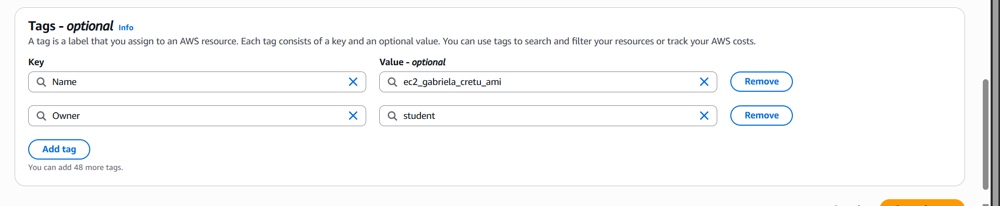 Tags - optional Info
A tag is a label that you assign to an AWS resource. Each tag consists of a key and an optional value. You can use tags to search and filter your resources or track your AWS costs.
Key Value - optional
Name ec2_gabriela_cretu_ami Remove
Owner student Remove
Add tag
You can add 48 more tags.